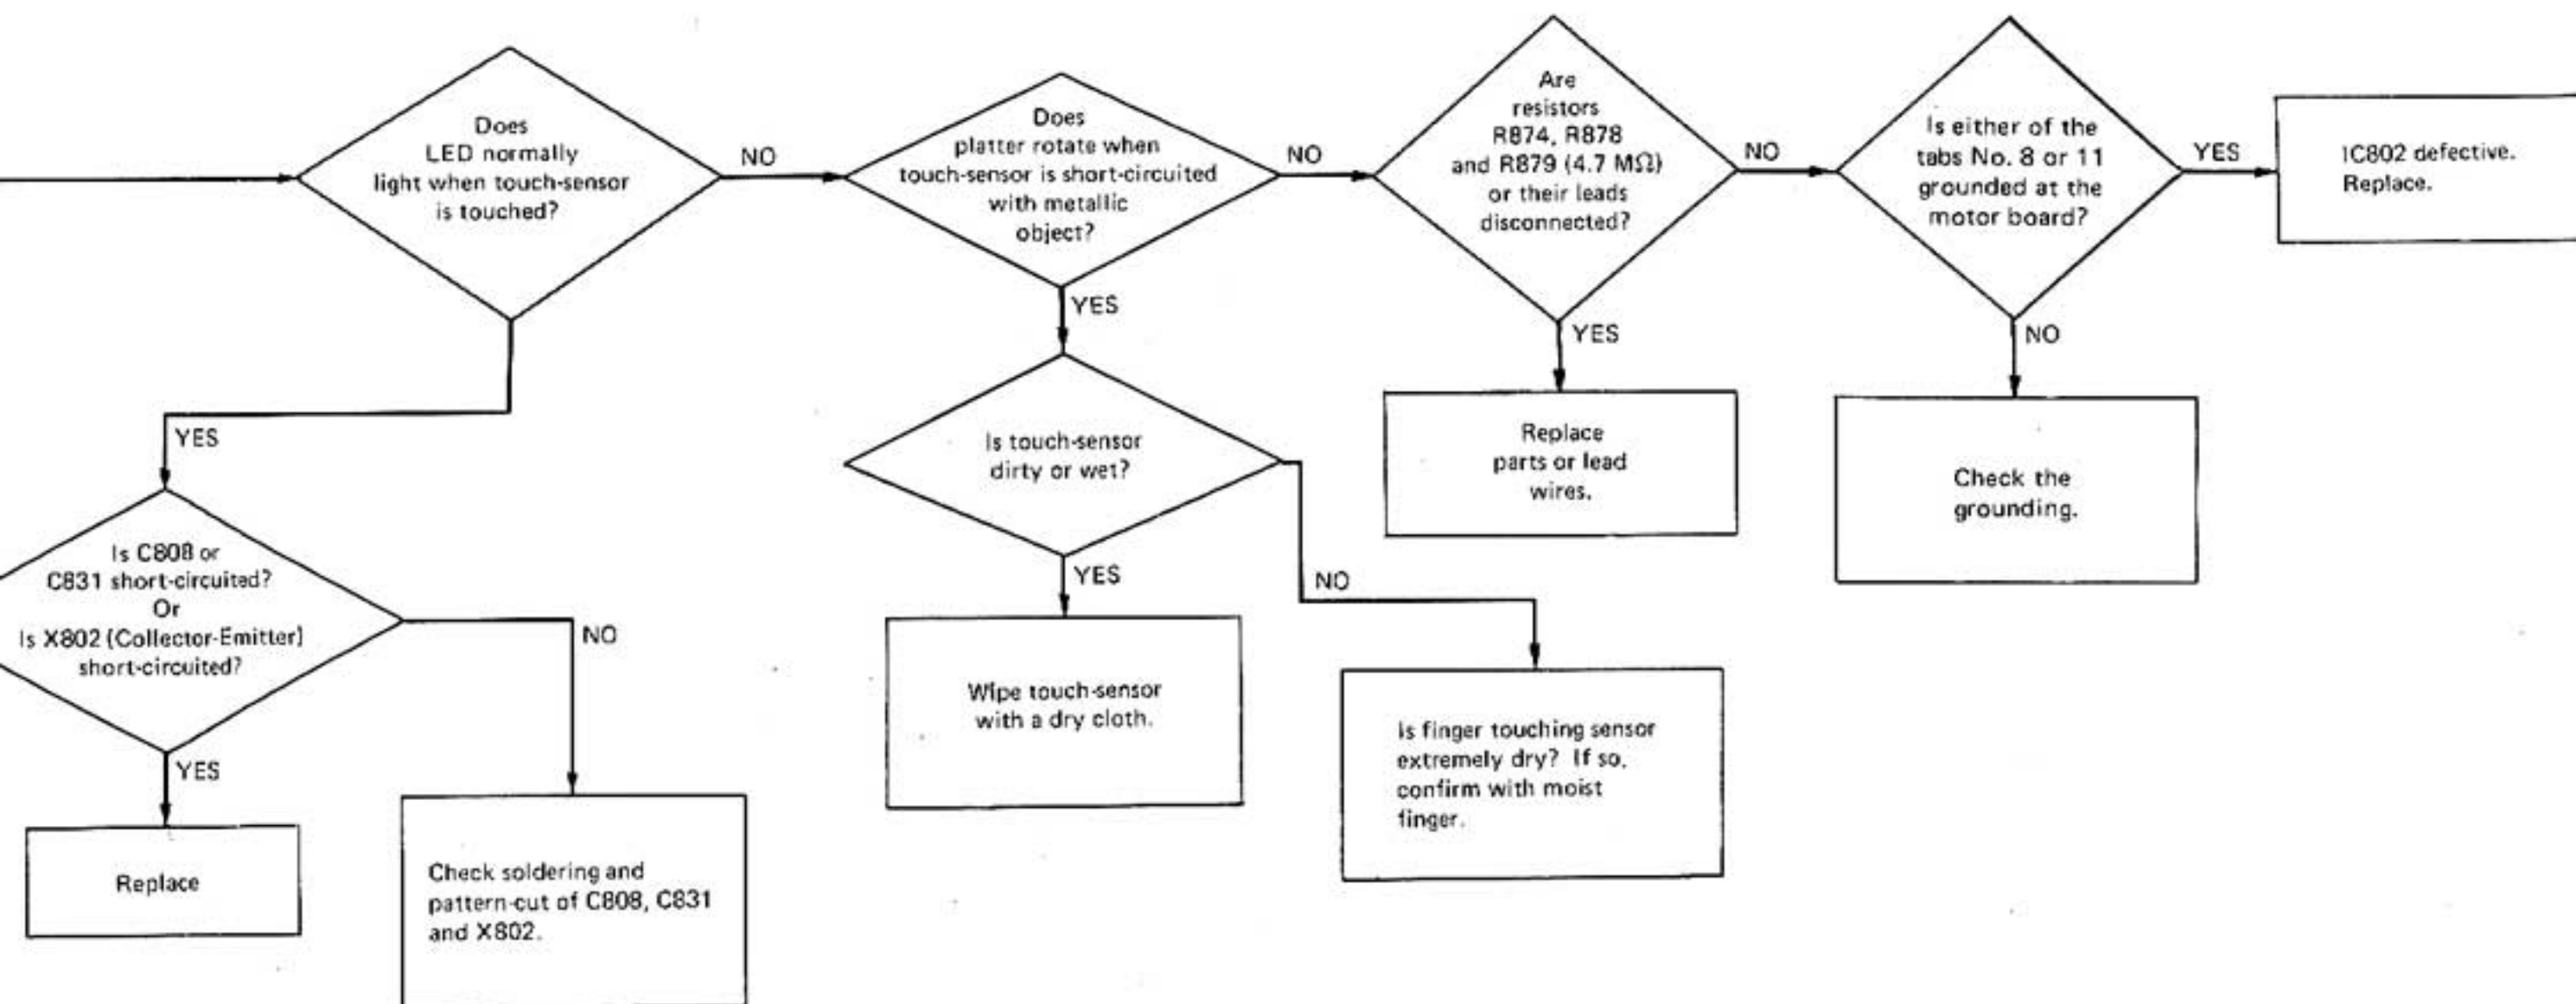 Does
LED normally
light when touch-sensor
is touched?
NO
Does
platter rotate when
touch-sensor is short-circuited
with metallic
object?
NO
Are
resistors
R874, R878
and R879 (4.7 MΩ)
or their leads
disconnected?
NO
Is either of the
tabs No. 8 or 11
grounded at the
motor board?
YES
IC802 defective.
Replace.
YES
YES
NO
YES
Is touch-sensor
dirty or wet?
Replace
parts or lead
wires.
Check the
grounding.
Is C808 or
C831 short-circuited?
Or
Is X802 (Collector-Emitter)
short-circuited?
NO
YES
NO
Wipe touch-sensor
with a dry cloth.
Is finger touching sensor
extremely dry? If so,
confirm with moist
finger.
YES
Replace
Check soldering and
pattern-cut of C808, C831
and X802.